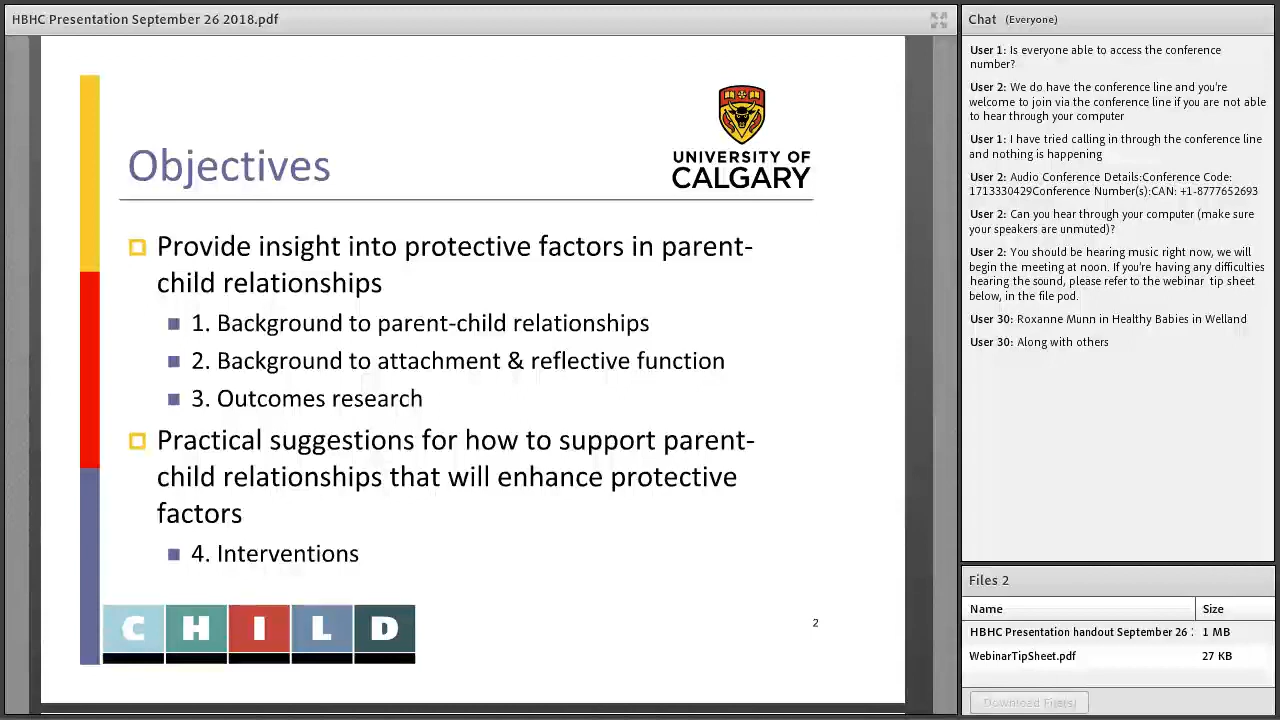 HBHC Presentation September 26 2018.pdf
UNIVERSITY OF
CALGARY
Objectives
Provide insight into protective factors in parent-
child relationships
1. Background to parent-child relationships
2. Background to attachment & reflective function
3. Outcomes research
Practical suggestions for how to support parent-
child relationships that will enhance protective
factors
4. Interventions
C H I L D
2
Chat (Everyone)
User 1: Is everyone able to access the conference
number?
User 2: We do have the conference line and you're
welcome to join via the conference line if you are not able
to hear through your computer
User 1: I have tried calling in through the conference line
and nothing is happening
User 2: Audio Conference Details:Conference Code:
1713330429Conference Number(s):CAN: +1-8777652693
User 2: Can you hear through your computer (make sure
your speakers are unmuted)?
User 2: You should be hearing music right now, we will
begin the meeting at noon. If you're having any difficulties
hearing the sound, please refer to the webinar tip sheet
below, in the file pod.
User 30: Roxanne Munn in Healthy Babies in Welland
User 30: Along with others
Files 2
Name Size
HBHC Presentation handout September 26 1 MB
WebinarTipSheet.pdf 27 KB
Download File(s)